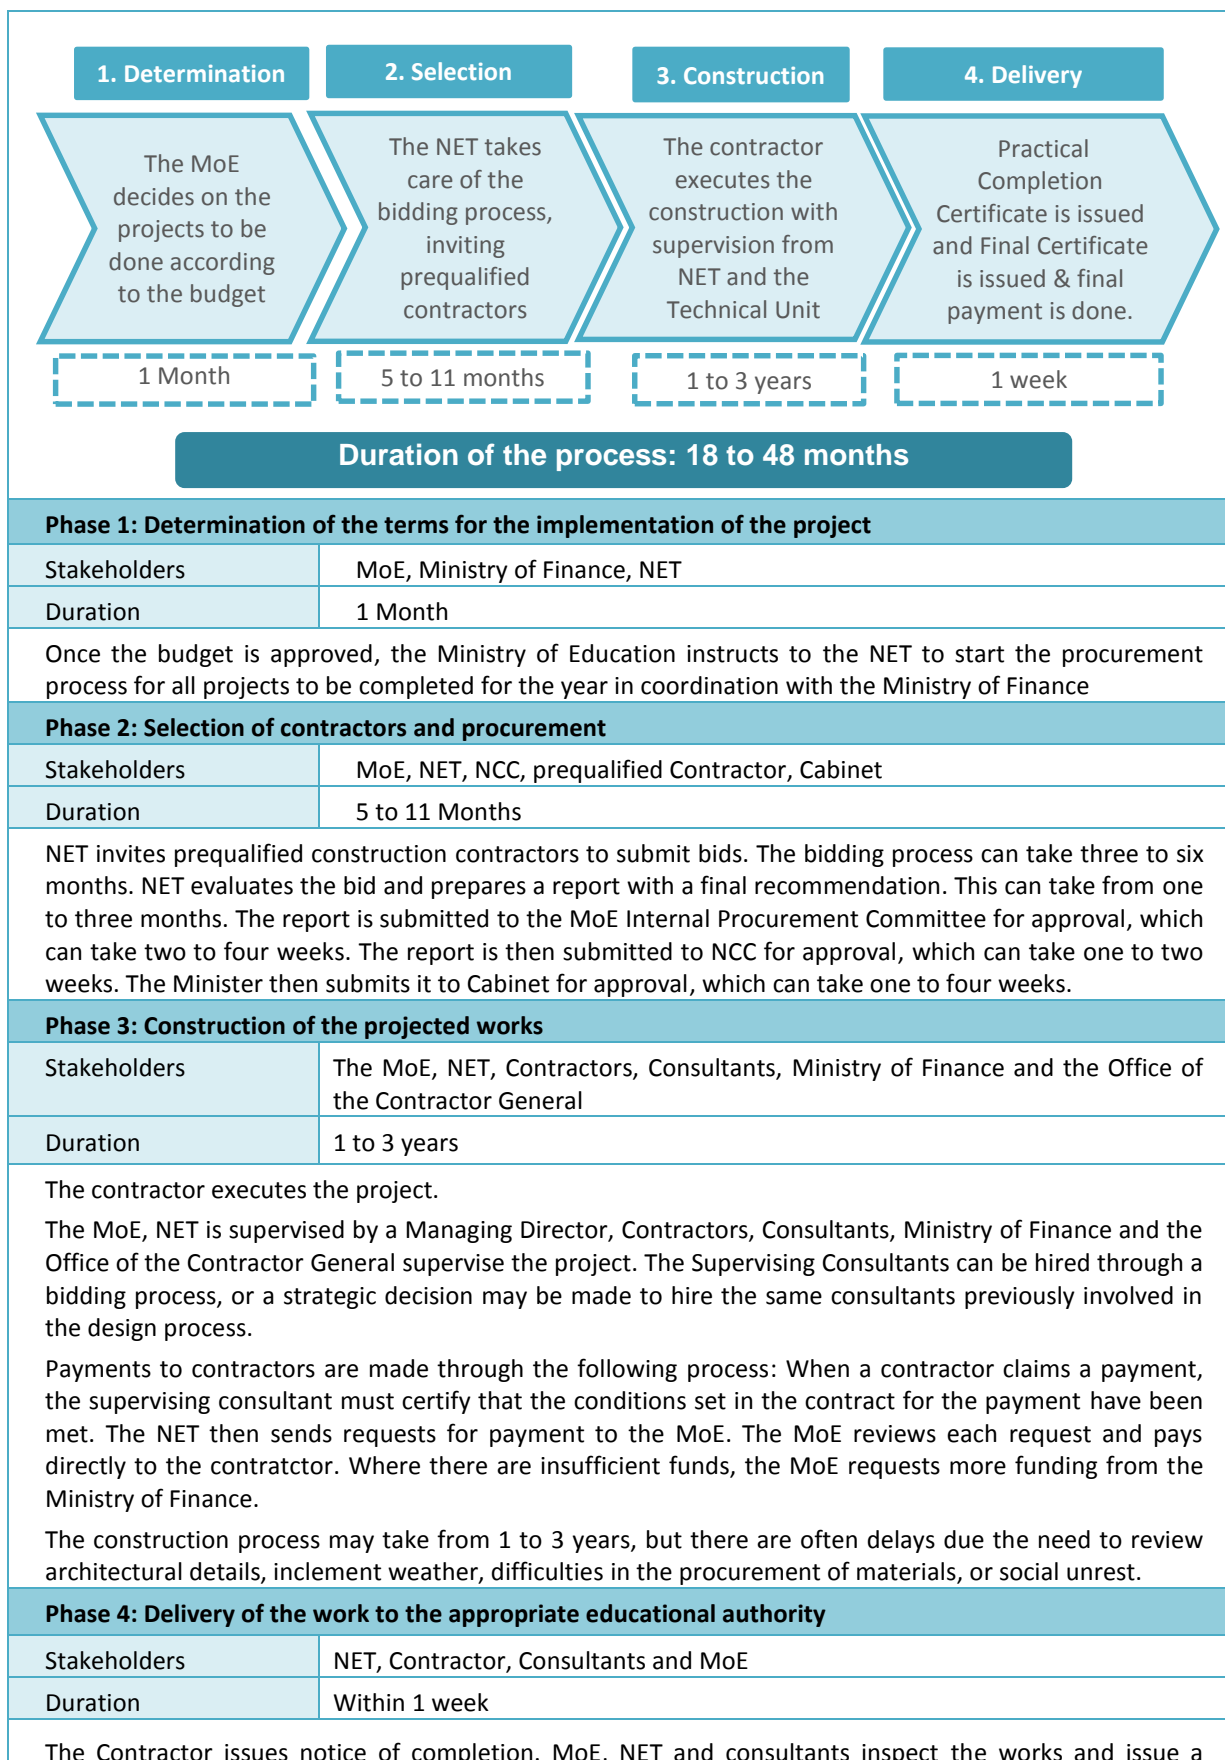 1. Determination
2. Selection
3. Construction
4. Delivery
The MoE
decides on the
projects to be
done according
to the budget
The NET takes
care of the
bidding process,
inviting
prequalified
contractors
The contractor
executes the
construction with
supervision from
NET and the
Technical Unit
Practical
Completion
Certificate is issued
and Final Certificate
is issued & final
payment is done.
1 Month
5 to 11 months
1 to 3 years
1 week
Duration of the process: 18 to 48 months
Phase 1: Determination of the terms for the implementation of the project
Stakeholders MoE, Ministry of Finance, NET
Duration 1 Month
Once the budget is approved, the Ministry of Education instructs to the NET to start the procurement
process for all projects to be completed for the year in coordination with the Ministry of Finance
Phase 2: Selection of contractors and procurement
Stakeholders MoE, NET, NCC, prequalified Contractor, Cabinet
Duration 5 to 11 Months
NET invites prequalified construction contractors to submit bids. The bidding process can take three to six
months. NET evaluates the bid and prepares a report with a final recommendation. This can take from one
to three months. The report is submitted to the MoE Internal Procurement Committee for approval, which
can take two to four weeks. The report is then submitted to NCC for approval, which can take one to two
weeks. The Minister then submits it to Cabinet for approval, which can take one to four weeks.
Phase 3: Construction of the projected works
Stakeholders The MoE, NET, Contractors, Consultants, Ministry of Finance and the Office of
the Contractor General
Duration 1 to 3 years
The contractor executes the project.
The MoE, NET is supervised by a Managing Director, Contractors, Consultants, Ministry of Finance and the
Office of the Contractor General supervise the project. The Supervising Consultants can be hired through a
bidding process, or a strategic decision may be made to hire the same consultants previously involved in
the design process.
Payments to contractors are made through the following process: When a contractor claims a payment,
the supervising consultant must certify that the conditions set in the contract for the payment have been
met. The NET then sends requests for payment to the MoE. The MoE reviews each request and pays
directly to the contratctor. Where there are insufficient funds, the MoE requests more funding from the
Ministry of Finance.
The construction process may take from 1 to 3 years, but there are often delays due the need to review
architectural details, inclement weather, difficulties in the procurement of materials, or social unrest.
Phase 4: Delivery of the work to the appropriate educational authority
Stakeholders NET, Contractor, Consultants and MoE
Duration Within 1 week
The Contractor issues notice of completion. MoE, NET and consultants inspect the works and issue a